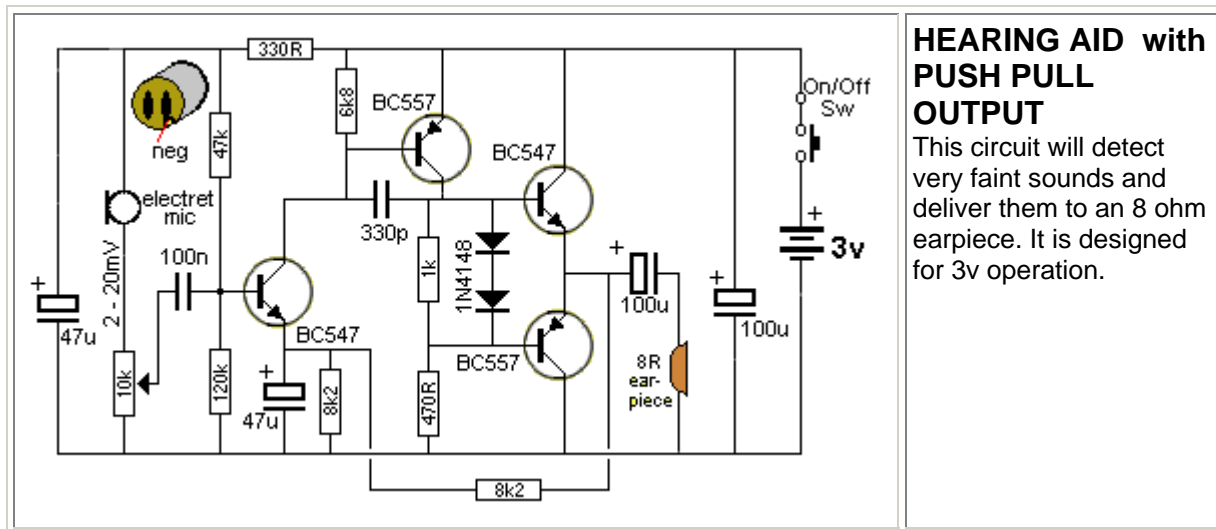 330R
6k8
BC557
On/Off
Sw
neg
47k
BC547
electret
mic
2 - 20mV
100n
330p
1k
1N4148
+
3v
+
47u
BC547
+
100u
+
100u
10k
120k
+
47u
8k2
470R
BC557
8R
ear-
piece
8k2
HEARING AID with
PUSH PULL
OUTPUT
This circuit will detect
very faint sounds and
deliver them to an 8 ohm
earpiece. It is designed
for 3v operation.